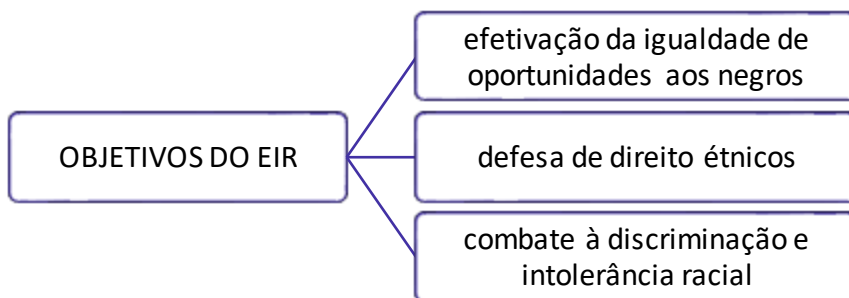 efetivação da igualdade de
oportunidades aos negros
OBJETIVOS DO EIR
defesa de direito étnicos
combate à discriminação e
intolerância racial